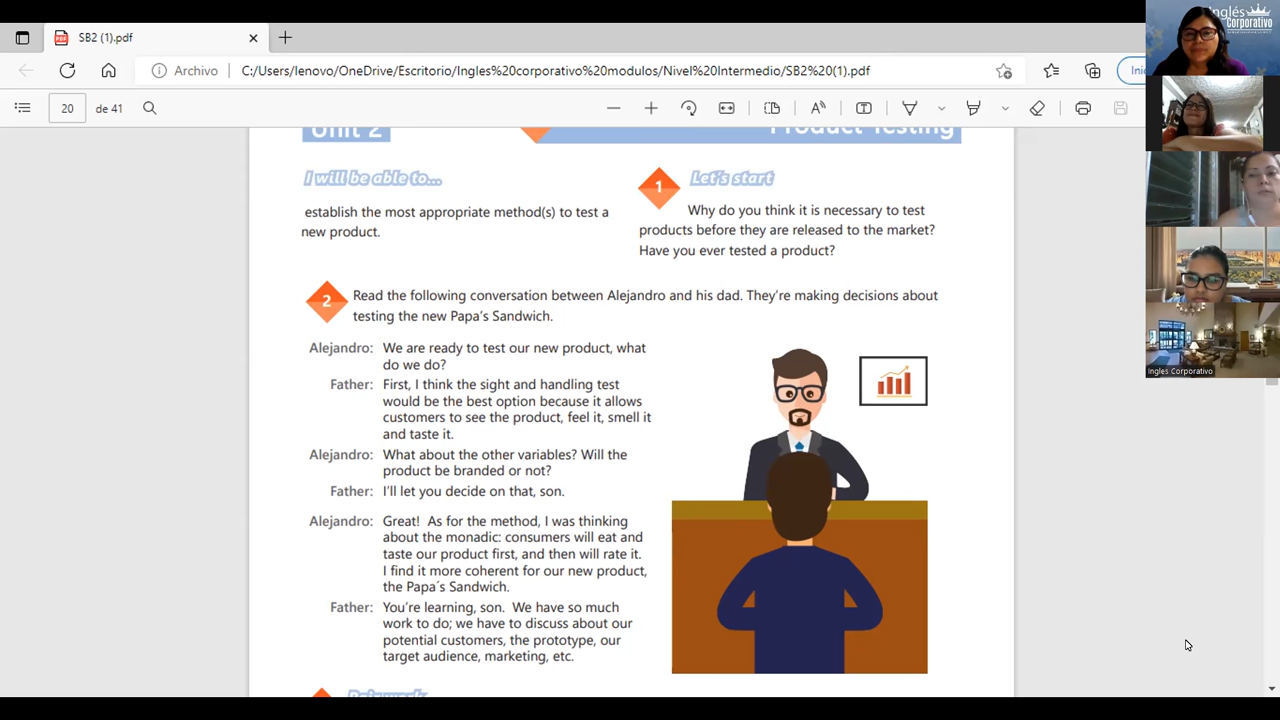 SB2 (1).pdf
Archivo
C:/Users/lenovo/OneDrive/Escritorio/Ingles%20corporativo%20modulos/Nivel%20Intermedio/SB2%20(1).pdf
20 de 41
Inglés
Corporativo
Unit 2
Product Testing
I will be able to...
establish the most appropriate method(s) to test a
new product.
1
Let's start
Why do you think it is necessary to test
products before they are released to the market?
Have you ever tested a product?
2
Read the following conversation between Alejandro and his dad. They're making decisions about
testing the new Papa's Sandwich.
Alejandro: We are ready to test our new product, what
do we do?
Father: First, I think the sight and handling test
would be the best option because it allows
customers to see the product, feel it, smell it
and taste it.
Alejandro: What about the other variables? Will the
product be branded or not?
Father: I'll let you decide on that, son.
Alejandro: Great! As for the method, I was thinking
about the monadic: consumers will eat and
taste our product first, and then will rate it.
I find it more coherent for our new product,
the Papa´s Sandwich.
Father: You're learning, son. We have so much
work to do; we have to discuss about our
potential customers, the prototype, our
target audience, marketing, etc.
Pair work
Ingles Corporativo